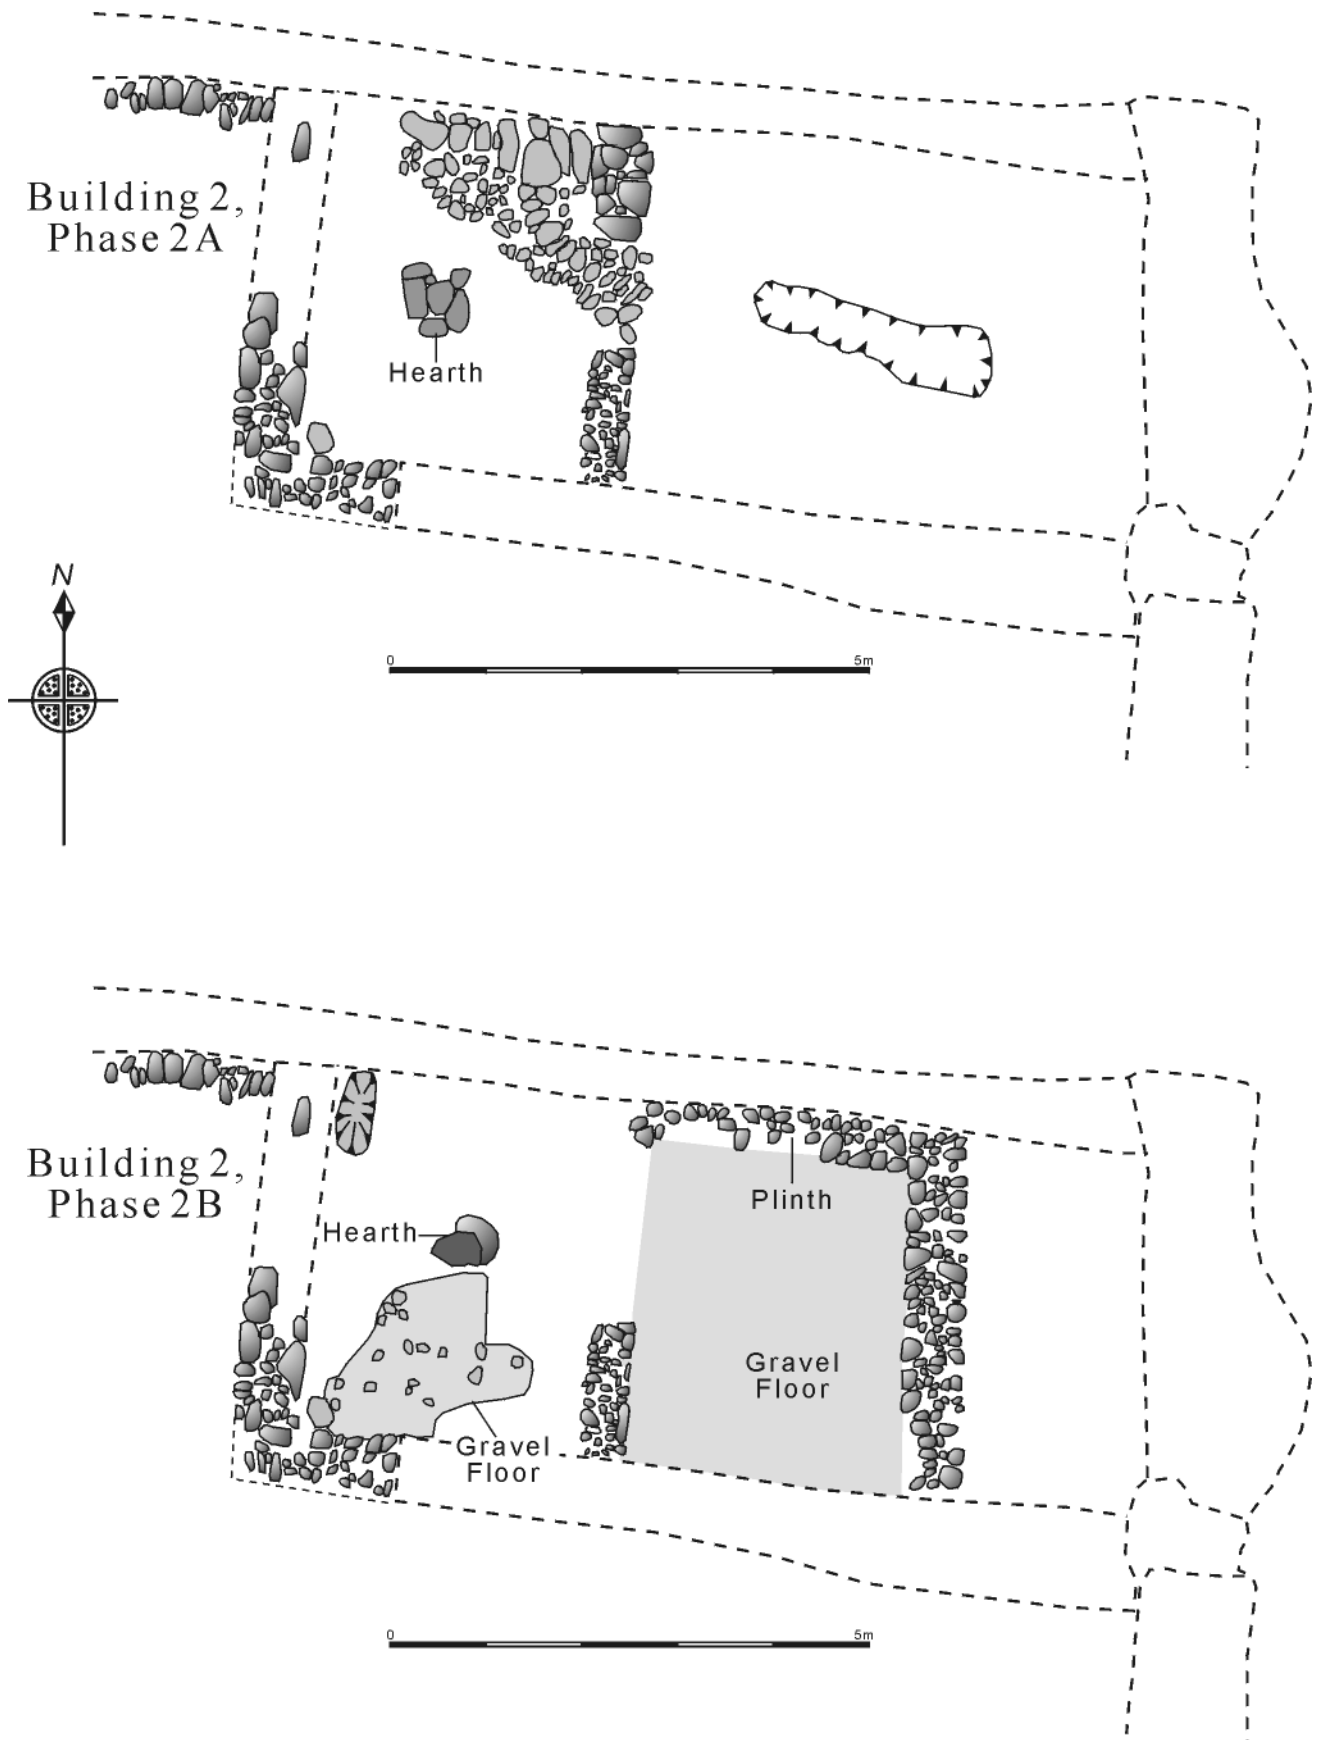 Building 2,
Phase 2A
Hearth
N
0 5m
Building 2,
Phase 2B
Hearth
Plinth
Gravel
Floor
Gravel
Floor
0 5m